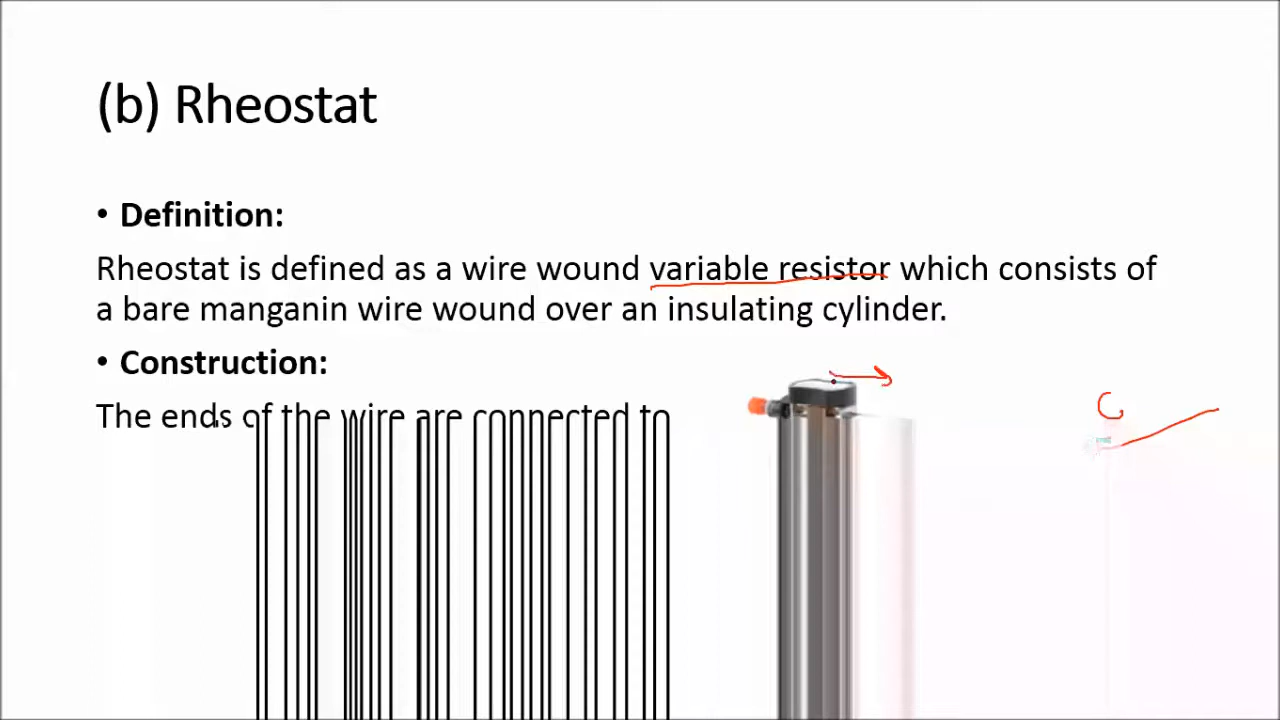 (b) Rheostat
• Definition:
Rheostat is defined as a wire wound variable resistor which consists of
a bare manganin wire wound over an insulating cylinder.
• Construction:
The ends of the wire are connected to
C